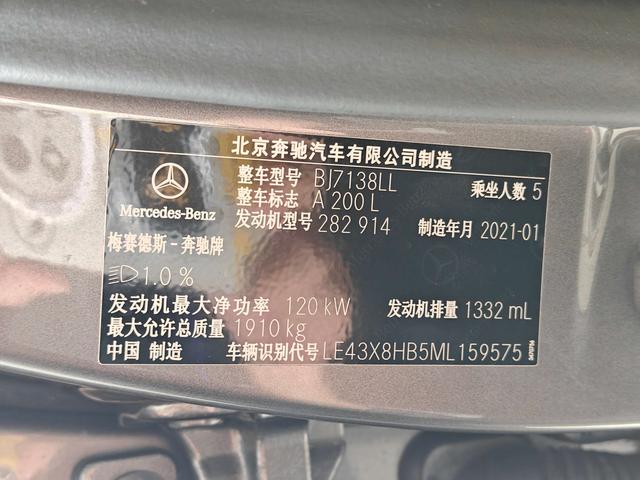 北京奔驰汽车有限公司制造
整车型号 BJ7138LL 乘坐人数 5
整车标志 A 200 L
发动机型号 282 914 制造年月 2021-01
Mercedes-Benz
梅赛德斯-奔驰牌
1.0 %
发动机最大净功率 120 kW 发动机排量 1332 mL
最大允许总质量 1910 kg
中国 制造 车辆识别代号 LE43X8HB5ML159575